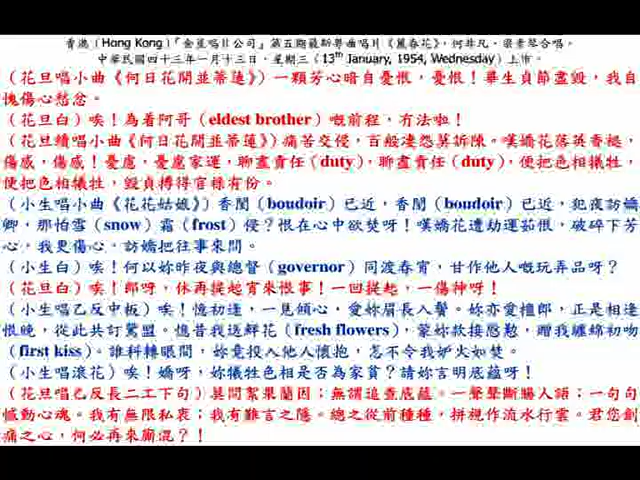 香港（Hong Kong）「金星唱片公司」第五期最新粵曲唱片《麗春花》，何非凡、梁素琴合唱。
中華民國四十三年一月十三日，星期三（13th January, 1954, Wednesday）上市。
（花旦唱小曲《何日花開並蒂蓮》）一顆芳心暗自憂恨，憂恨！畢生貞節盡毀，我自
愧傷心愁忿。
（花旦白）唉！為着阿哥（eldest brother）嘅前程，冇法啦！
（花旦續唱小曲《何日花開並蒂蓮》）痛苦交侵，百般凄怨莫訴陳。嘆嬌花落英香褪，
傷感，傷感！憂慮，憂慮家運，聊盡責任（duty），聊盡責任（duty），便把色相犧牲，
便把色相犧牲，毀貞搏得官祿有份。
（小生唱小曲《花花姑娘》）香閨（boudoir）已近，香閨（boudoir）已近，犯夜訪嬌
卿，那怕雪（snow）霜（frost）侵？恨在心中欲焚呀！嘆嬌花遭劫運茹恨，破碎下芳
心，我更傷心。訪嬌把往事來問。
（小生白）唉！何以妳昨夜與總督（governor）同渡春宵，甘作他人嘅玩弄品呀？
（花旦白）唉！郎呀，休再提起宵來恨事！一回提起，一傷神呀！
（小生唱乙反中板）唉！憶初逢，一見傾心，愛妳眉長入鬢。妳亦愛檀郎，正是相逢
恨晚，從此共訂鴛盟。憶昔我送鮮花（fresh flowers），蒙妳款接慇懃，贈我纏綿初吻
（first kiss）。誰料轉眼間，妳竟投入他人懷抱，怎不令我妒火如焚。
（小生唱滾花）唉！嬌呀，妳犧牲色相是否為家貧？請妳言明底蘊呀！
（花旦唱乙反長二王下句）莫問絮果蘭因；無謂追查底蘊。一聲聲斷腸人語；一句句
慽動心魂。我有無限私衷；我有難言之隱。總之從前種種，拼視作流水行雲。君您創
痛之心，何必再來廝混？！